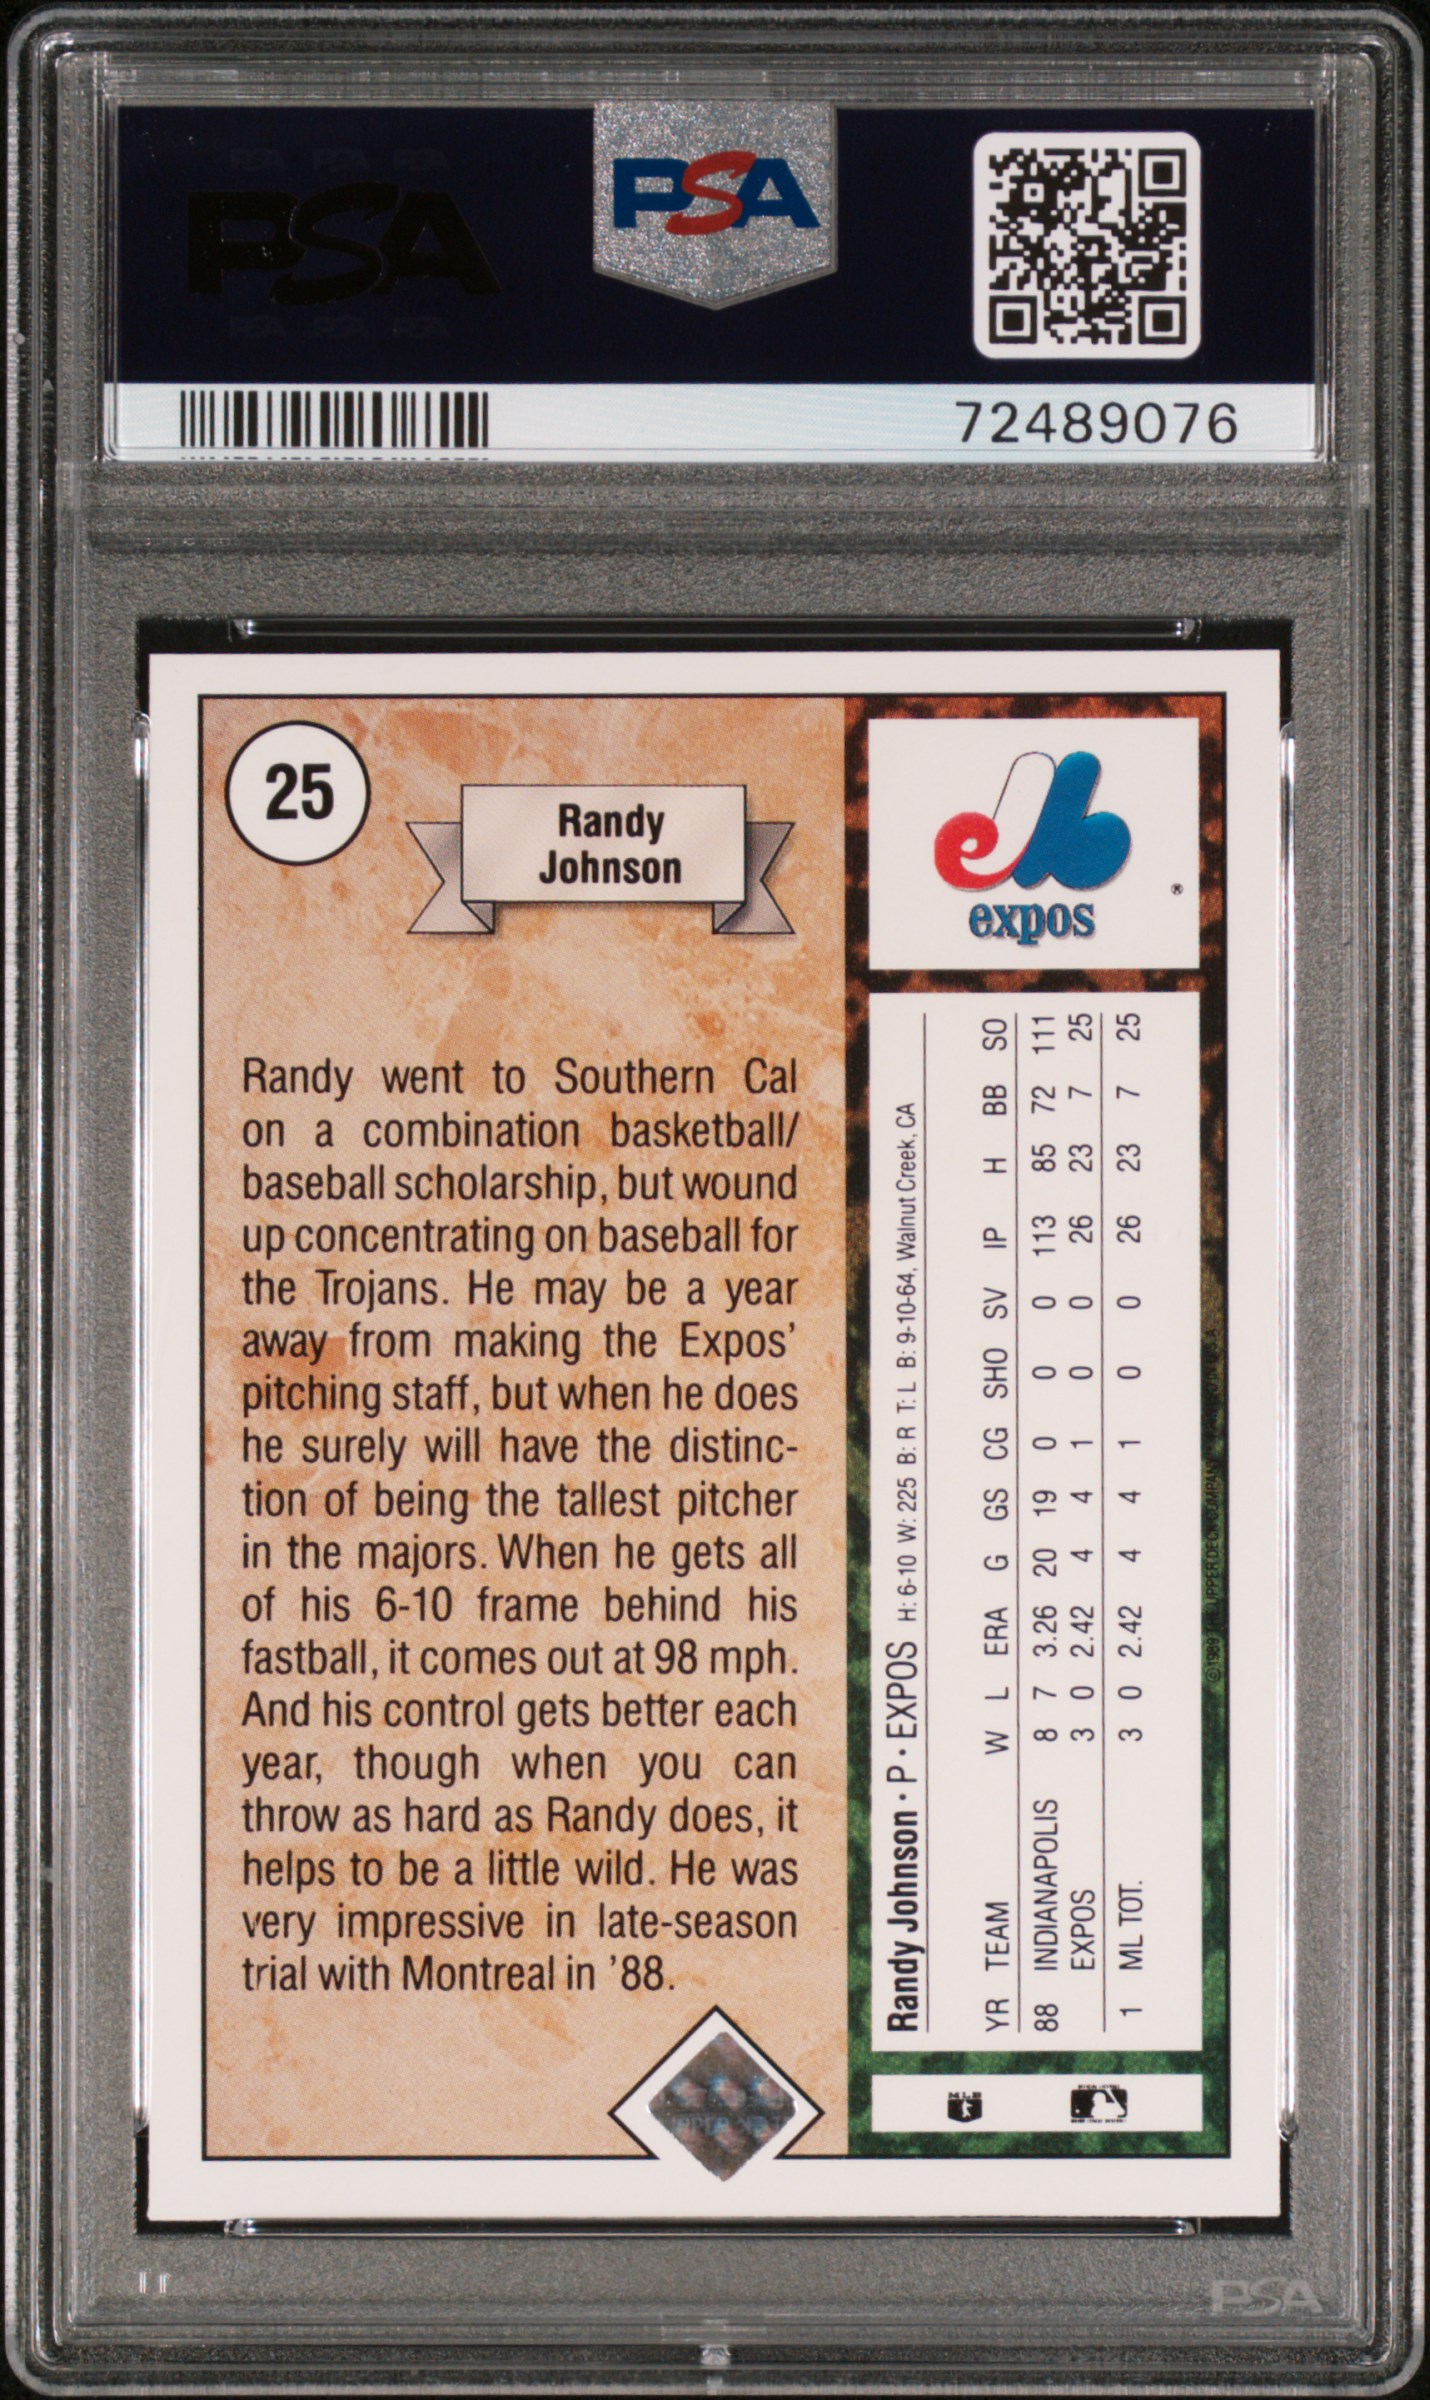 PSA
PSA
72489076
25
Randy
Johnson
Randy went to Southern Cal
on a combination basketball/
baseball scholarship, but wound
up concentrating on baseball for
the Trojans. He may be a year
away from making the Expos'
pitching staff, but when he does
he surely will have the distinc-
tion of being the tallest pitcher
in the majors. When he gets all
of his 6-10 frame behind his
fastball, it comes out at 98 mph.
And his control gets better each
year, though when you can
throw as hard as Randy does, it
helps to be a little wild. He was
very impressive in late-season
trial with Montreal in '88.
expos
®
Randy Johnson • P • EXPOS H: 6-10 W: 225 B: R T: L B: 9-10-64, Walnut Creek, CA
YR TEAM W L ERA G GS CG SHO SV IP H BB SO
88 INDIANAPOLIS 8 7 3.26 20 19 0 0 0 113 85 72 111
EXPOS 3 0 2.42 4 4 1 0 0 26 23 7 25
1 ML TOT. 3 0 2.42 4 4 1 0 0 26 23 7 25
©1989 THE UPPER DECK COMPANY
MLB
PSA